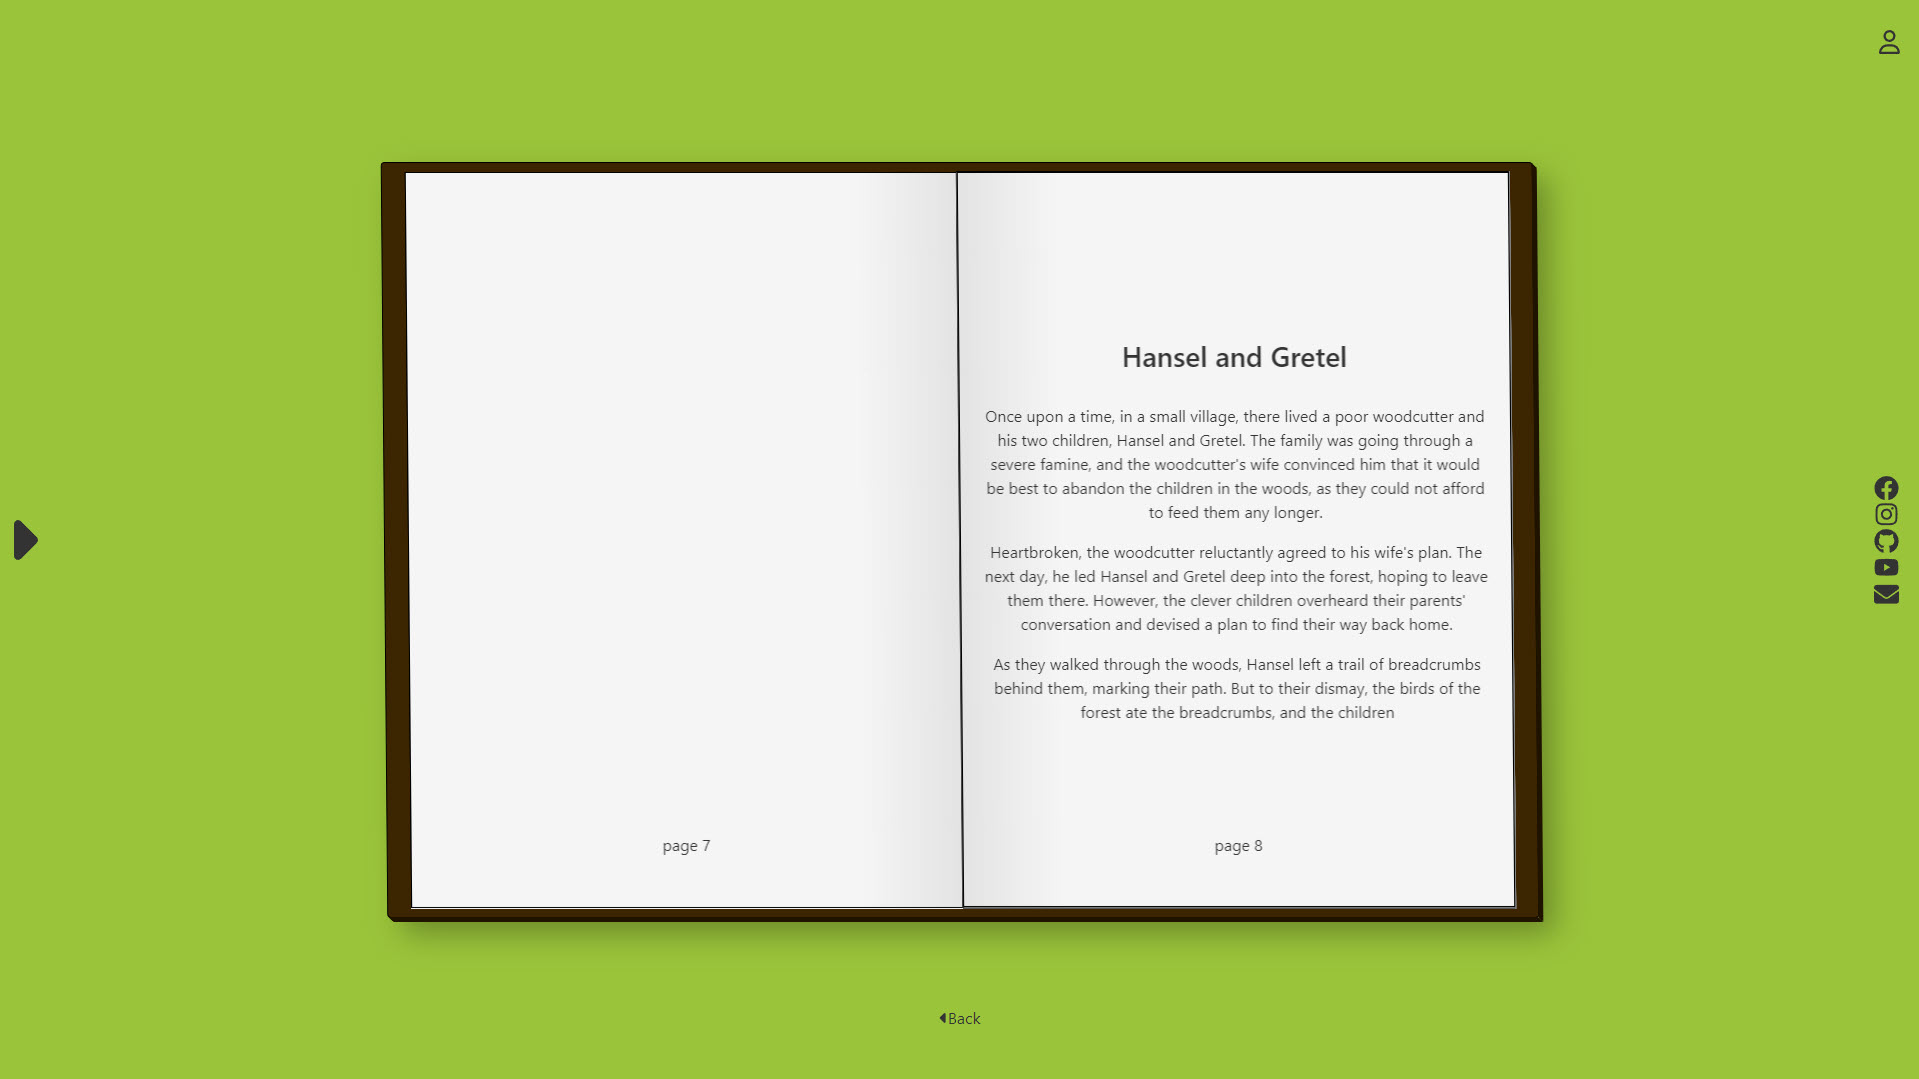 page 7
Hansel and Gretel
Once upon a time, in a small village, there lived a poor woodcutter and
his two children, Hansel and Gretel. The family was going through a
severe famine, and the woodcutter's wife convinced him that it would
be best to abandon the children in the woods, as they could not afford
to feed them any longer.
Heartbroken, the woodcutter reluctantly agreed to his wife's plan. The
next day, he led Hansel and Gretel deep into the forest, hoping to leave
them there. However, the clever children overheard their parents'
conversation and devised a plan to find their way back home.
As they walked through the woods, Hansel left a trail of breadcrumbs
behind them, marking their path. But to their dismay, the birds of the
forest ate the breadcrumbs, and the children
page 8
Back